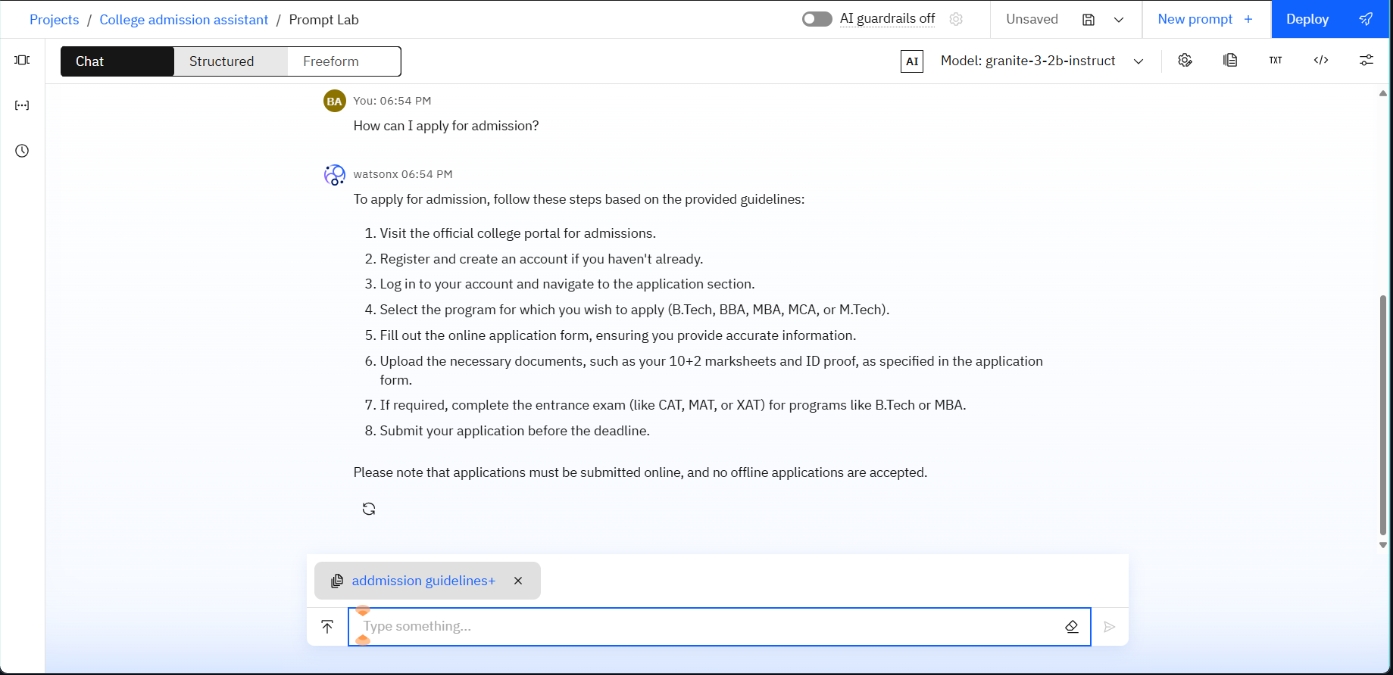 Projects / College admission assistant / Prompt Lab
AI guardrails off
Unsaved
New prompt +
Deploy
Chat
Structured
Freeform
AI
Model: granite-3-2b-instruct
TXT
</>
BA
You: 06:54 PM
How can I apply for admission?
watsonx 06:54 PM
To apply for admission, follow these steps based on the provided guidelines:
1. Visit the official college portal for admissions.
2. Register and create an account if you haven't already.
3. Log in to your account and navigate to the application section.
4. Select the program for which you wish to apply (B.Tech, BBA, MBA, MCA, or M.Tech).
5. Fill out the online application form, ensuring you provide accurate information.
6. Upload the necessary documents, such as your 10+2 marksheets and ID proof, as specified in the application
form.
7. If required, complete the entrance exam (like CAT, MAT, or XAT) for programs like B.Tech or MBA.
8. Submit your application before the deadline.
Please note that applications must be submitted online, and no offline applications are accepted.
addmission guidelines+
Type something...